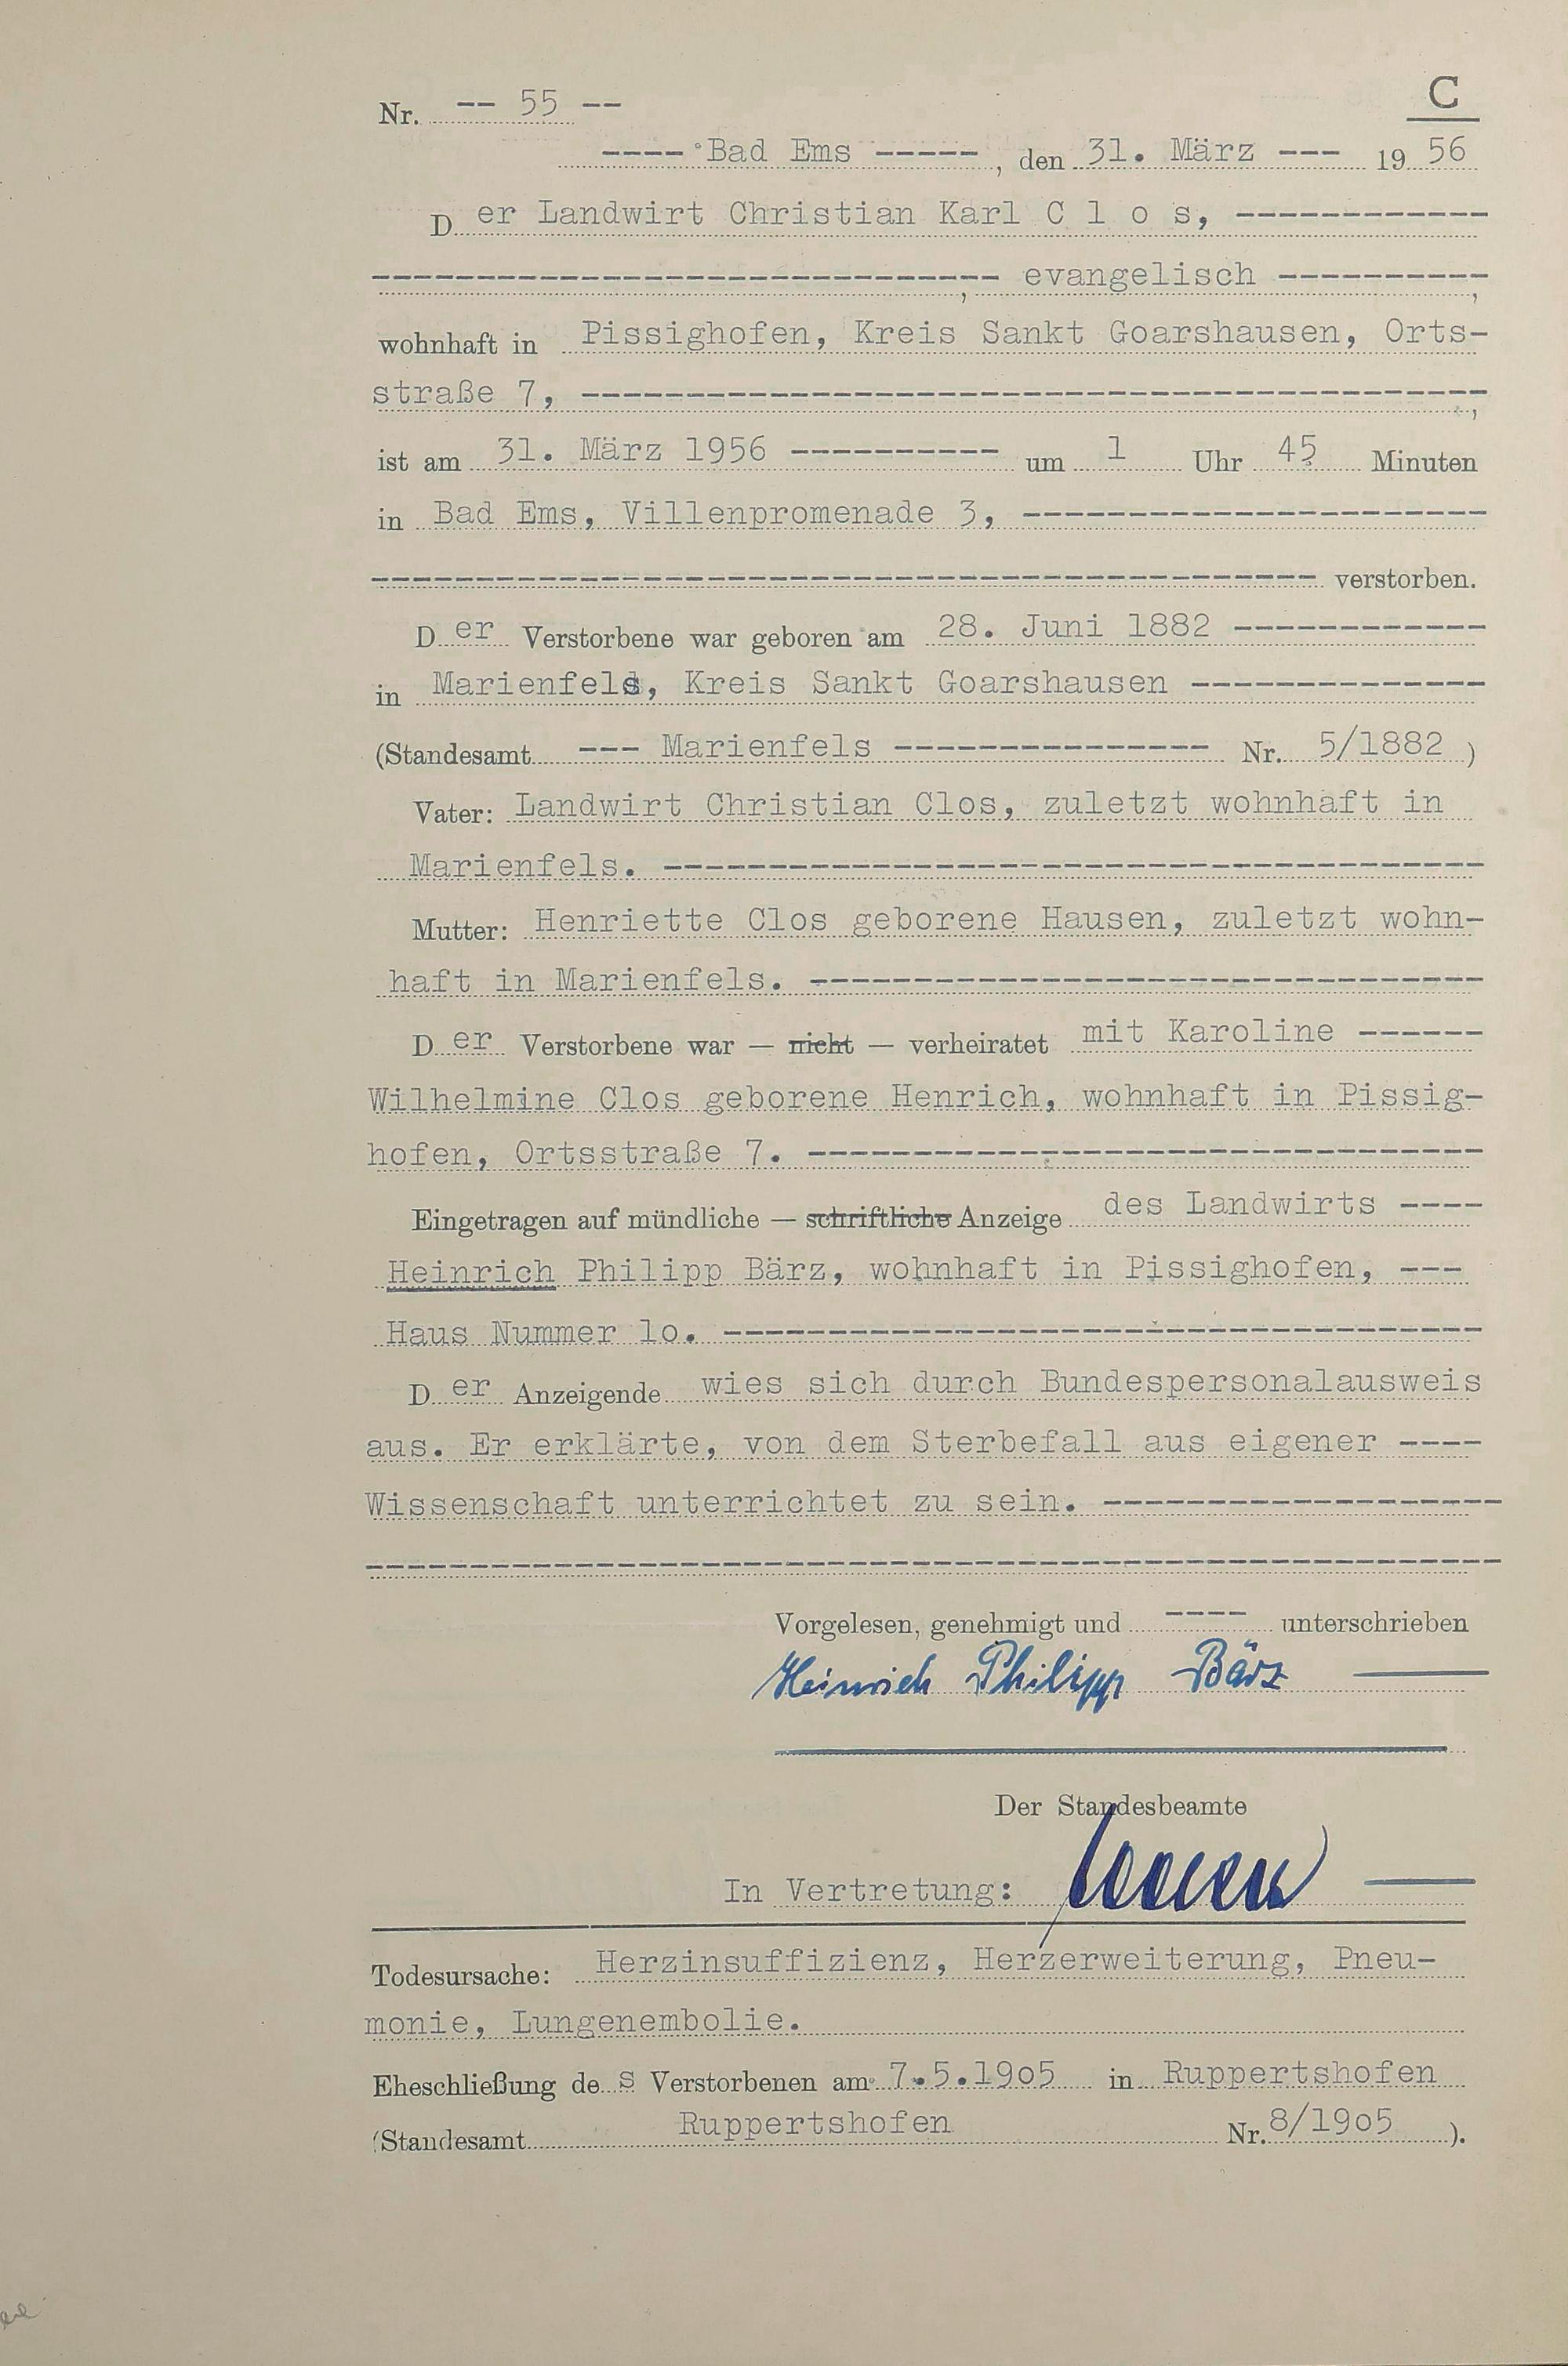 C
Nr. -- 55 --
---- Bad Ems -----, den 31. März --- 19 56
Der Landwirt Christian Karl C l o s, ------------
------------------------------, evangelisch ----------,
wohnhaft in Pissighofen, Kreis Sankt Goarshausen, Orts-
straße 7, --------------------------------------------,
ist am 31. März 1956 ---------- um 1 Uhr 45 Minuten
in Bad Ems, Villenpromenade 3, ----------------------
---------------------------------------------- verstorben.
Der Verstorbene war geboren am 28. Juni 1882 ------------
in Marienfels, Kreis Sankt Goarshausen --------------
(Standesamt --- Marienfels --------------- Nr. 5/1882 )
Vater: Landwirt Christian Clos, zuletzt wohnhaft in
Marienfels. ----------------------------------------
Mutter: Henriette Clos geborene Hausen, zuletzt wohn-
haft in Marienfels. --------------------------------
Der Verstorbene war — nicht — verheiratet mit Karoline ------
Wilhelmine Clos geborene Henrich, wohnhaft in Pissig-
hofen, Ortsstraße 7. ---------------------------------
Eingetragen auf mündliche — schriftliche Anzeige des Landwirts ----
Heinrich Philipp Bärz, wohnhaft in Pissighofen, ---
Haus Nummer 1o. -------------------------------------
Der Anzeigende wies sich durch Bundespersonalausweis
aus. Er erklärte, von dem Sterbefall aus eigener ----
Wissenschaft unterrichtet zu sein. -------------------
-------------------------------------------------------
Vorgelesen, genehmigt und ---- unterschrieben
Heinrich Philipp Bärz
Der Standesbeamte
In Vertretung:
Todesursache: Herzinsuffizienz, Herzerweiterung, Pneu-
monie, Lungenembolie.
Eheschließung des Verstorbenen am 7.5.19o5 in Ruppertshofen
(Standesamt Ruppertshofen Nr. 8/19o5 ).